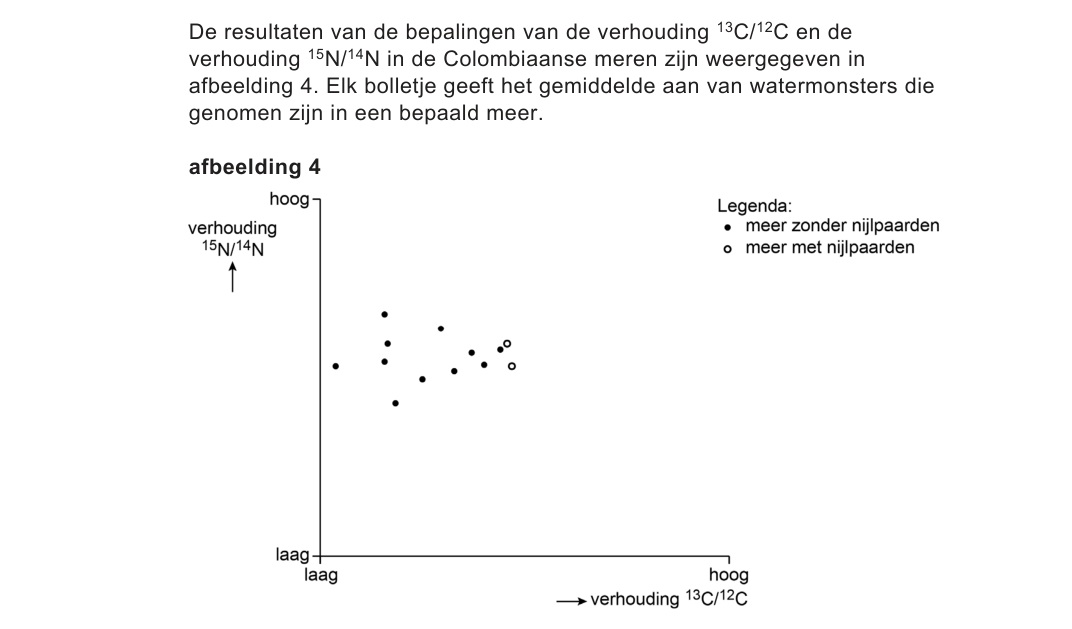 De resultaten van de bepalingen van de verhouding ¹³C/¹²C en de
verhouding ¹⁵N/¹⁴N in de Colombiaanse meren zijn weergegeven in
afbeelding 4. Elk bolletje geeft het gemiddelde aan van watermonsters die
genomen zijn in een bepaald meer.
afbeelding 4
hoog
verhouding
¹⁵N/¹⁴N
Legenda:
meer zonder nijlpaarden
meer met nijlpaarden
laag
laag
hoog
verhouding ¹³C/¹²C